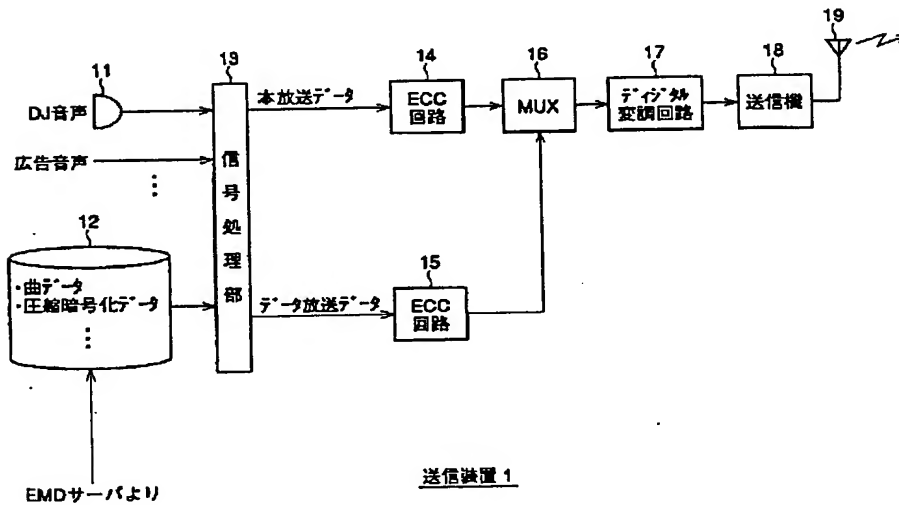 19
11
DJ音声
広告音声
⋮
13
信号処理部
本放送データ
14
ECC
回路
16
MUX
17
ディジタル
変調回路
18
送信機
12
・曲データ
・圧縮暗号化データ
⋮
データ放送データ
15
ECC
回路
EMDサーバより
送信装置1